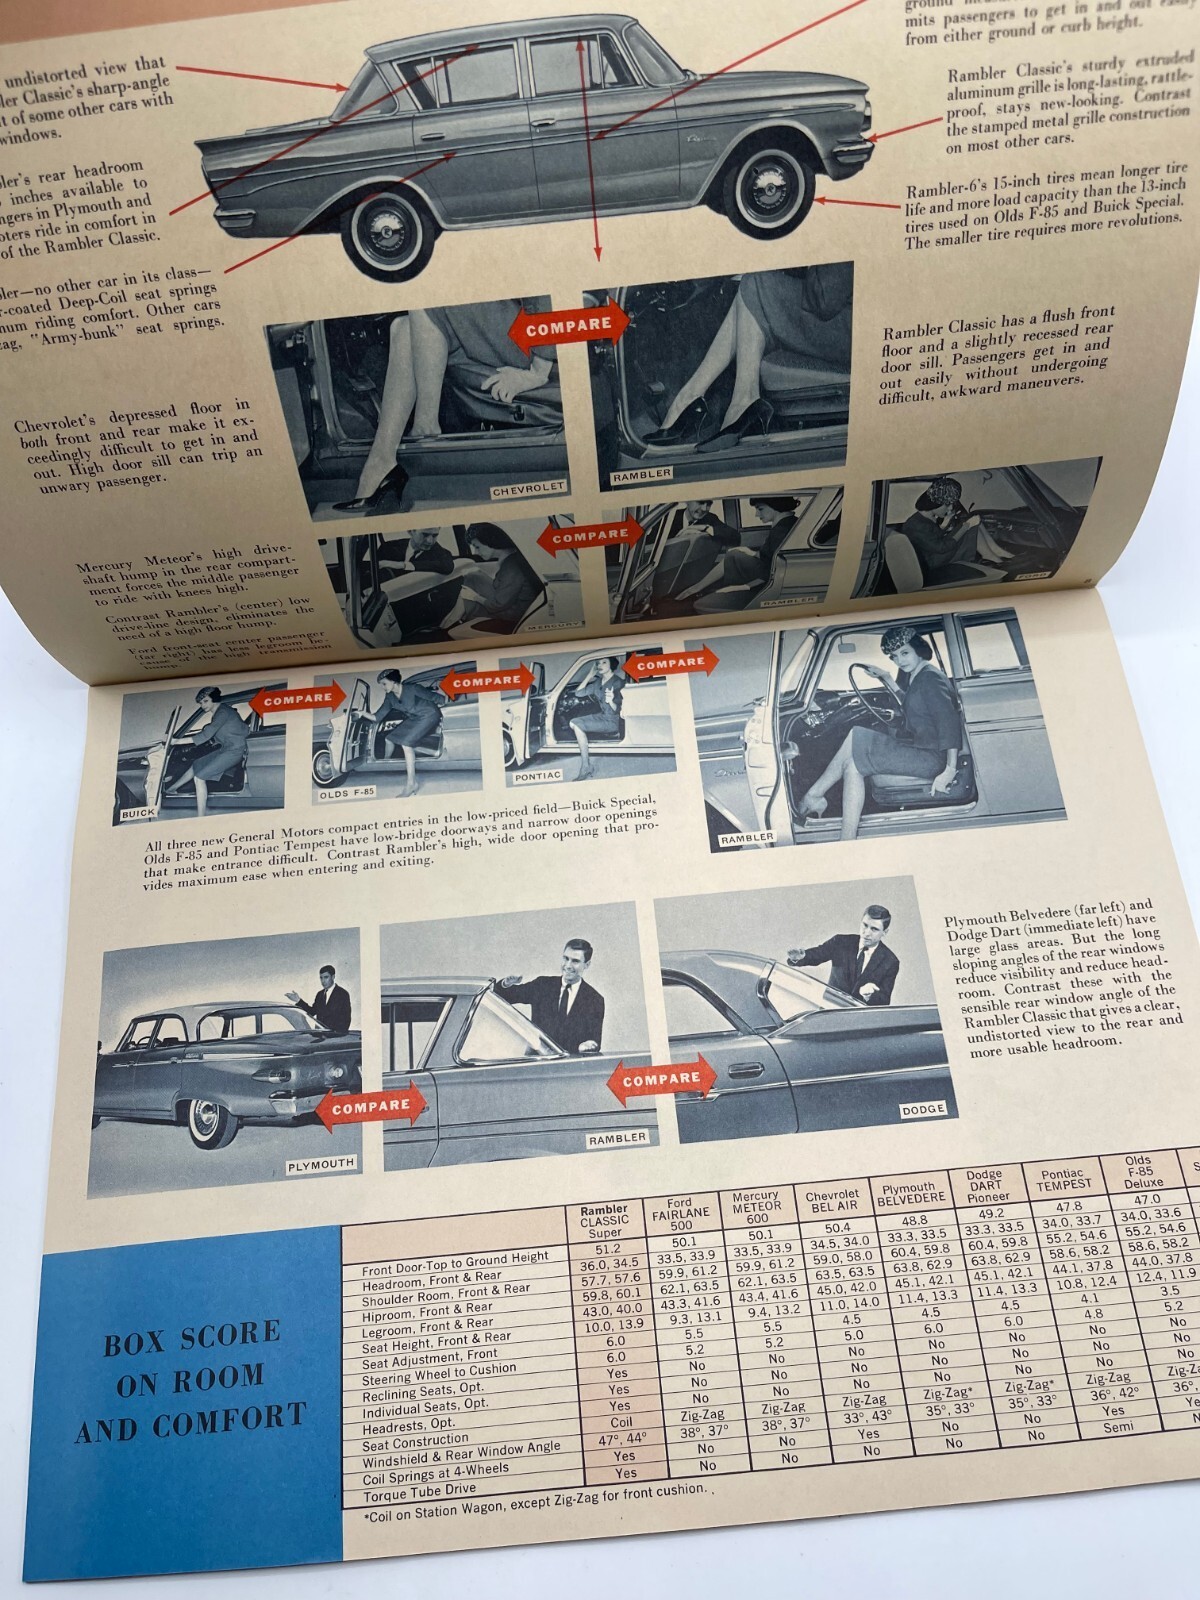 undistorted view that
ler Classic's sharp-angle
t of some other cars with
windows.
ler's rear headroom
inches available to
ngers in Plymouth and
oters ride in comfort in
of the Rambler Classic.
ler—no other car in its class—
r-coated Deep-Coil seat springs
num riding comfort. Other cars
zag, "Army-bunk" seat springs.
mits passengers to get in and out easily
from either ground or curb height.
Rambler Classic's sturdy extruded
aluminum grille is long-lasting, rattle-
proof, stays new-looking. Contrast
the stamped metal grille construction
on most other cars.
Rambler-6's 15-inch tires mean longer tire
life and more load capacity than the 13-inch
tires used on Olds F-85 and Buick Special.
The smaller tire requires more revolutions.
COMPARE
CHEVROLET
RAMBLER
Rambler Classic has a flush front
floor and a slightly recessed rear
door sill. Passengers get in and
out easily without undergoing
difficult, awkward maneuvers.
Chevrolet's depressed floor in
both front and rear make it ex-
ceedingly difficult to get in and
out. High door sill can trip an
unwary passenger.
COMPARE
MERCURY
RAMBLER
FORD
Mercury Meteor's high drive-
shaft hump in the rear compart-
ment forces the middle passenger
to ride with knees high.
Contrast Rambler's (center) low
drive-line design, eliminates the
need of a high floor bump.
Ford front-seat center passenger
(far right) has less legroom be-
cause of the high transmission
hump.
8
COMPARE
COMPARE
COMPARE
BUICK
OLDS F-85
PONTIAC
RAMBLER
All three new General Motors compact entries in the low-priced field—Buick Special,
Olds F-85 and Pontiac Tempest have low-bridge doorways and narrow door openings
that make entrance difficult. Contrast Rambler's high, wide door opening that pro-
vides maximum ease when entering and exiting.
COMPARE
COMPARE
PLYMOUTH
RAMBLER
DODGE
Plymouth Belvedere (far left) and
Dodge Dart (immediate left) have
large glass areas. But the long
sloping angles of the rear windows
reduce visibility and reduce head-
room. Contrast these with the
sensible rear window angle of the
Rambler Classic that gives a clear,
undistorted view to the rear and
more usable headroom.
BOX SCORE
ON ROOM
AND COMFORT
Rambler CLASSIC Super Ford FAIRLANE 500 Mercury METEOR 600 Chevrolet BEL AIR Plymouth BELVEDERE Dodge DART Pioneer Pontiac TEMPEST Olds F-85 Deluxe S
Front Door-Top to Ground Height 51.2 50.1 50.1 50.4 48.8 49.2 47.8 47.0
Headroom, Front & Rear 36.0, 34.5 33.5, 33.9 33.5, 33.9 34.5, 34.0 33.3, 33.5 33.3, 33.5 34.0, 33.7 34.0, 33.6
Shoulder Room, Front & Rear 57.7, 57.6 59.9, 61.2 59.9, 61.2 59.0, 58.0 60.4, 59.8 60.4, 59.8 55.2, 54.6 55.2, 54.6
Hiproom, Front & Rear 59.8, 60.1 62.1, 63.5 62.1, 63.5 63.5, 63.5 63.8, 62.9 63.8, 62.9 58.6, 58.2 58.6, 58.2
Legroom, Front & Rear 43.0, 40.0 43.3, 41.6 43.4, 41.6 45.0, 42.0 45.1, 42.1 45.1, 42.1 44.1, 37.8 44.0, 37.8
Seat Height, Front & Rear 10.0, 13.9 9.3, 13.1 9.4, 13.2 11.0, 14.0 11.4, 13.3 11.4, 13.3 10.8, 12.4 12.4, 11.9
Seat Adjustment, Front 6.0 5.5 5.5 4.5 4.5 4.5 4.1 3.5
Steering Wheel to Cushion 6.0 5.2 5.2 5.0 6.0 6.0 4.8 5.2
Reclining Seats, Opt. Yes No No No No No No No
Individual Seats, Opt. Yes No No No No No No No
Headrests, Opt. Yes No No No No No No No
Seat Construction Coil Zig-Zag Zig-Zag Zig-Zag Zig-Zag* Zig-Zag* Zig-Zag Zig-Za
Windshield & Rear Window Angle 47°, 44° 38°, 37° 38°, 37° 33°, 43° 35°, 33° 35°, 33° 36°, 42° 36°,
Coil Springs at 4-Wheels Yes No No Yes No No Yes Ye
Torque Tube Drive Yes No No No No No Semi N
*Coil on Station Wagon, except Zig-Zag for front cushion.